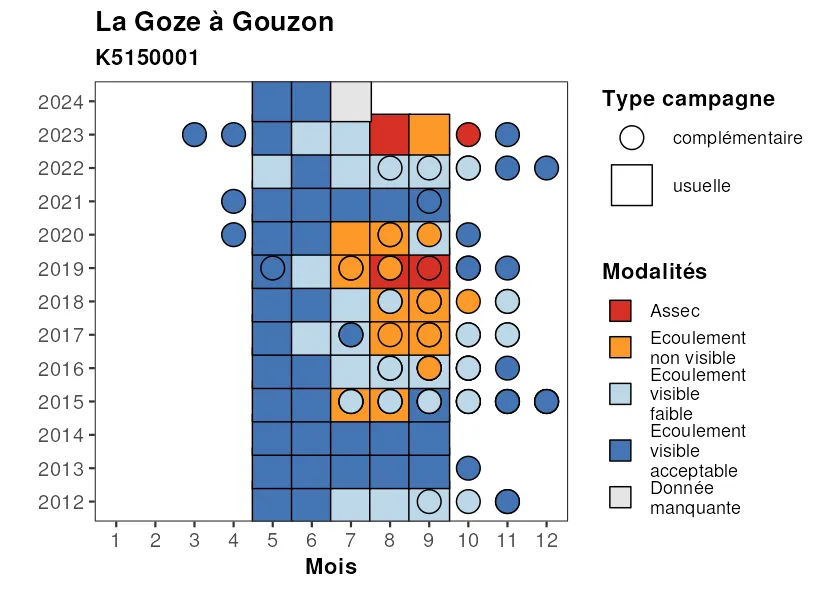 La Goze à Gouzon
K5150001
2024
2023
2022
2021
2020
2019
2018
2017
2016
2015
2014
2013
2012
1 2 3 4 5 6 7 8 9 10 11 12
Mois
Type campagne
complémentaire
usuelle
Modalités
Assec
Ecoulement
non visible
Ecoulement
visible
faible
Ecoulement
visible
acceptable
Donnée
manquante